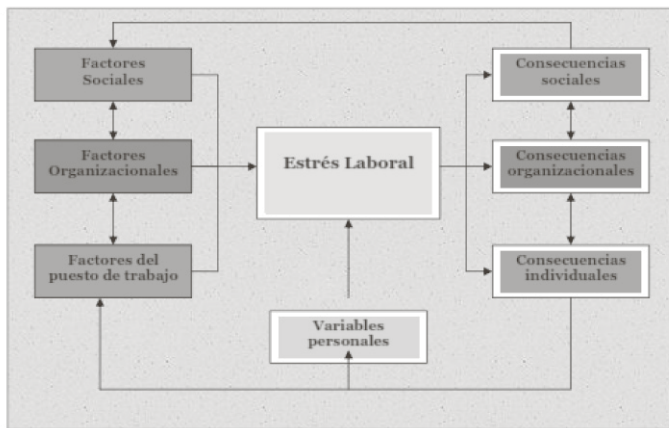 Factores
Sociales
Factores
Organizacionales
Factores del
puesto de trabajo
Estrés Laboral
Variables
personales
Consecuencias
sociales
Consecuencias
organizacionales
Consecuencias
individuales